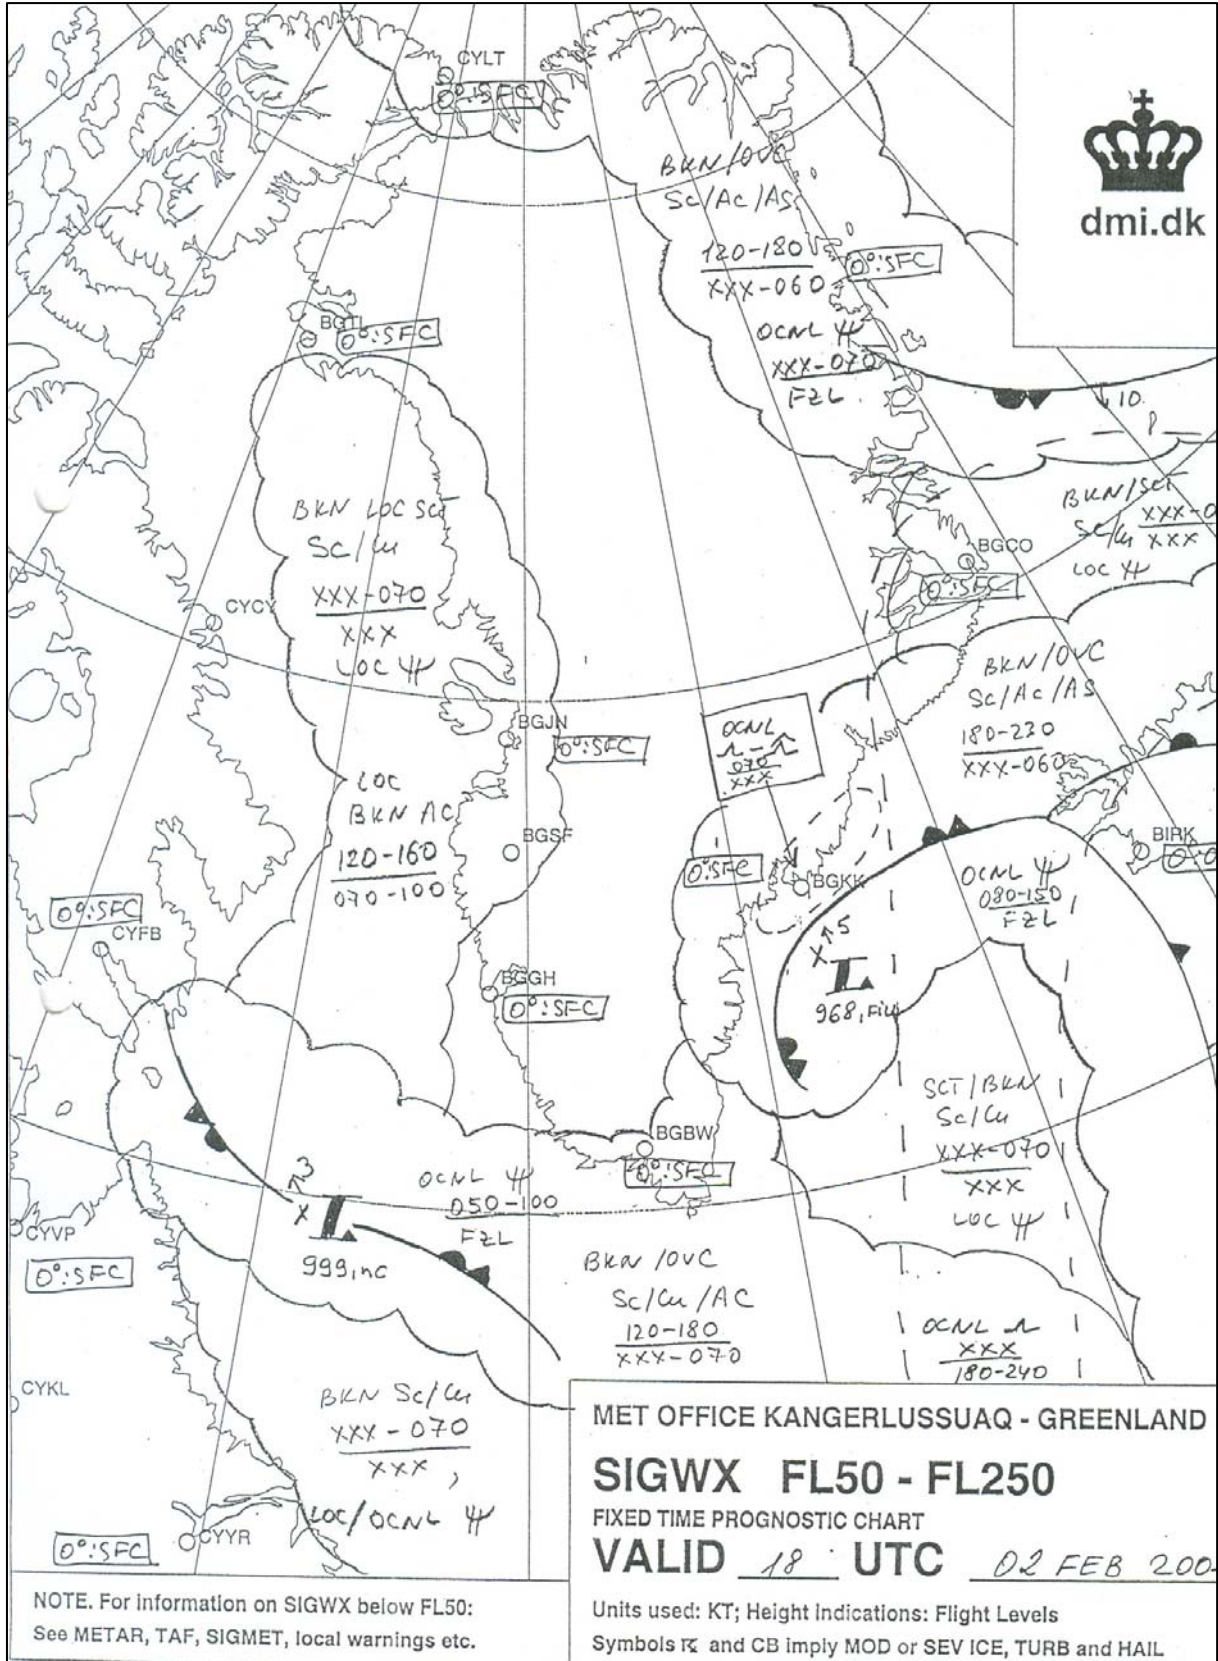 CYLT
0°:SFC
dmi.dk
BKN/OVC
Sc/Ac/AS
120-180
XXX-060
0°:SFC
OCNL
XXX-070
FZL
BGTL
0°:SFC
10
BKN/SCT
Sc/Cu XXX-0
XXX
LOC
BKN LOC SCT
Sc/Cu
XXX-070
XXX
LOC
BGCO
0°:SFC
CYCY
BKN/OVC
Sc/Ac/AS
180-230
XXX-060
BGJN
0°:SFC
OCNL
070
XXX
LOC
BKN AC
120-160
070-100
BGSF
BIRK
0°:SFC
BGKK
OCNL
080-150
FZL
0°:SFC
CYFB
5
X L
968,
BGGH
0°:SFC
SCT/BKN
Sc/Cu
XXX-070
XXX
LOC
BGBW
0°:SFC
3
OCNL
050-100
FZL
X L
999, nc
CYVP
0°:SFC
BKN/OVC
Sc/Cu/AC
120-180
XXX-070
OCNL
XXX
180-240
CYKL
BKN Sc/Cu
XXX-070
XXX,
LOC/OCNL
0°:SFC
CYYR
MET OFFICE KANGERLUSSUAQ - GREENLAND
SIGWX FL50 - FL250
FIXED TIME PROGNOSTIC CHART
VALID 18 UTC 02 FEB 200
NOTE. For information on SIGWX below FL50:
See METAR, TAF, SIGMET, local warnings etc.
Units used: KT; Height indications: Flight Levels
Symbols and CB imply MOD or SEV ICE, TURB and HAIL